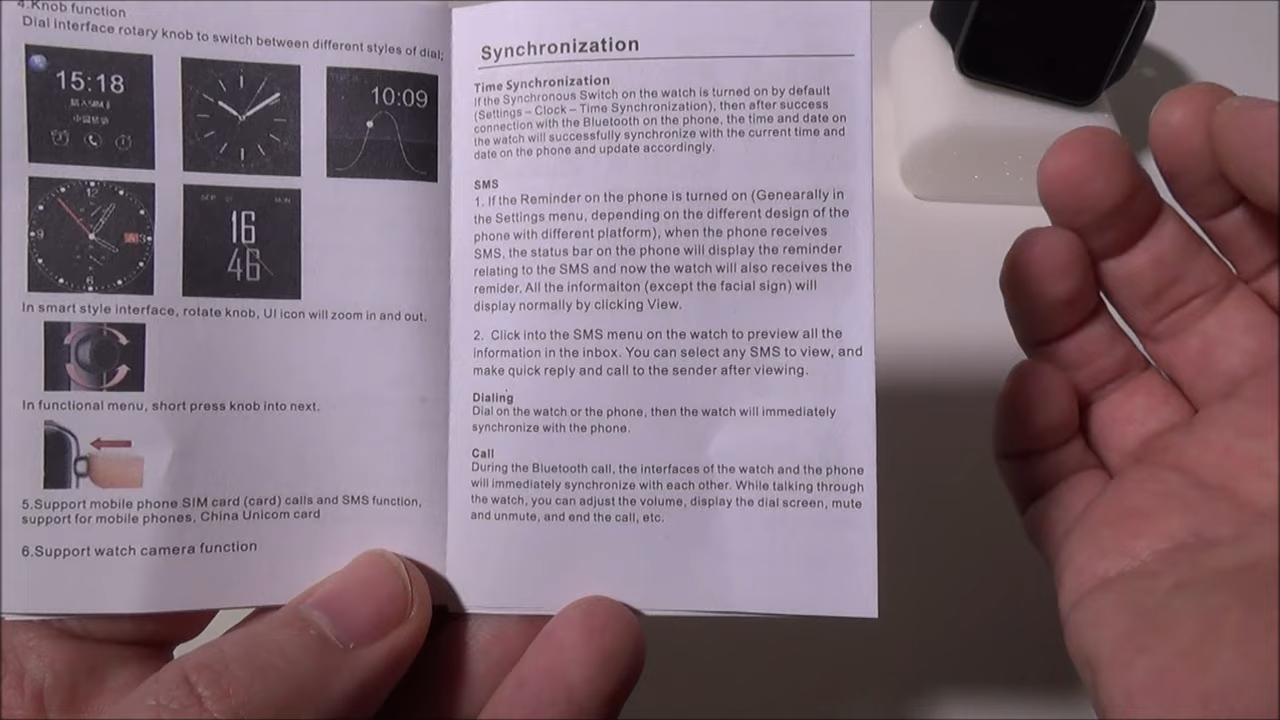 4.Knob function
Dial interface rotary knob to switch between different styles of dial;
15:18
10:09
12
9
3
6
16
46
MON
In smart style interface, rotate knob, UI icon will zoom in and out.
In functional menu, short press knob into next.
5.Support mobile phone SIM card (card) calls and SMS function,
support for mobile phones, China Unicom card
6.Support watch camera function
Synchronization
Time Synchronization
If the Synchronous Switch on the watch is turned on by default
(Settings – Clock – Time Synchronization), then after success
connection with the Bluetooth on the phone, the time and date on
the watch will successfully synchronize with the current time and
date on the phone and update accordingly.
SMS
1. If the Reminder on the phone is turned on (Genearally in
the Settings menu, depending on the different design of the
phone with different platform), when the phone receives
SMS, the status bar on the phone will display the reminder
relating to the SMS and now the watch will also receives the
remider. All the informaiton (except the facial sign) will
display normally by clicking View.
2. Click into the SMS menu on the watch to preview all the
information in the inbox. You can select any SMS to view, and
make quick reply and call to the sender after viewing.
Dialing
Dial on the watch or the phone, then the watch will immediately
synchronize with the phone.
Call
During the Bluetooth call, the interfaces of the watch and the phone
will immediately synchronize with each other. While talking through
the watch, you can adjust the volume, display the dial screen, mute
and unmute, and end the call, etc.